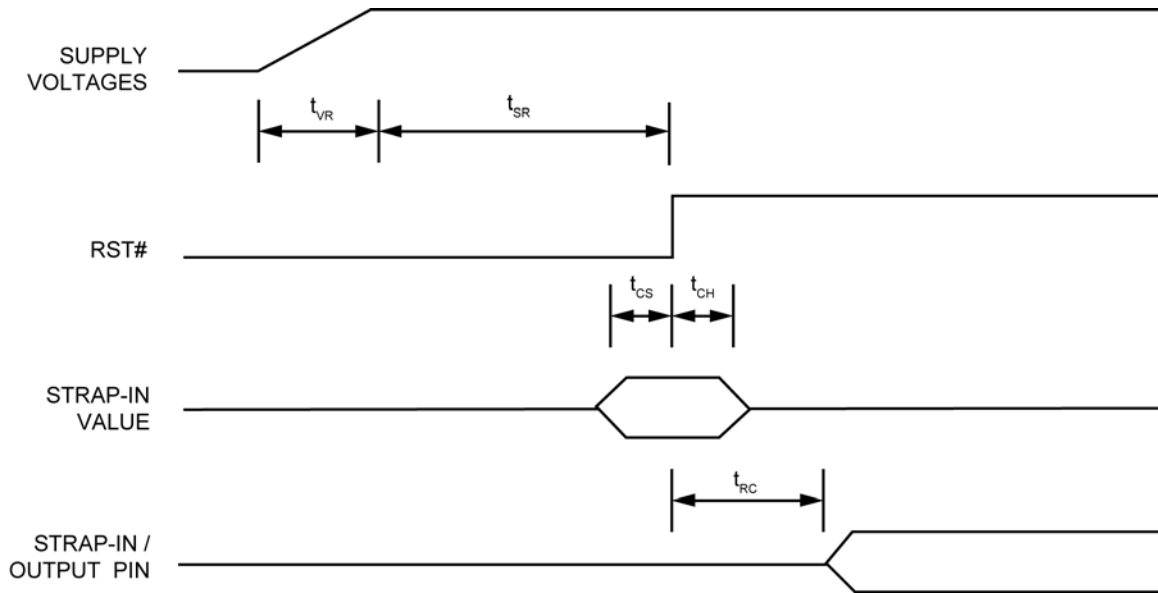 SUPPLY
VOLTAGES
tVR
tSR
RST#
tCS
tCH
STRAP-IN
VALUE
tRC
STRAP-IN /
OUTPUT PIN